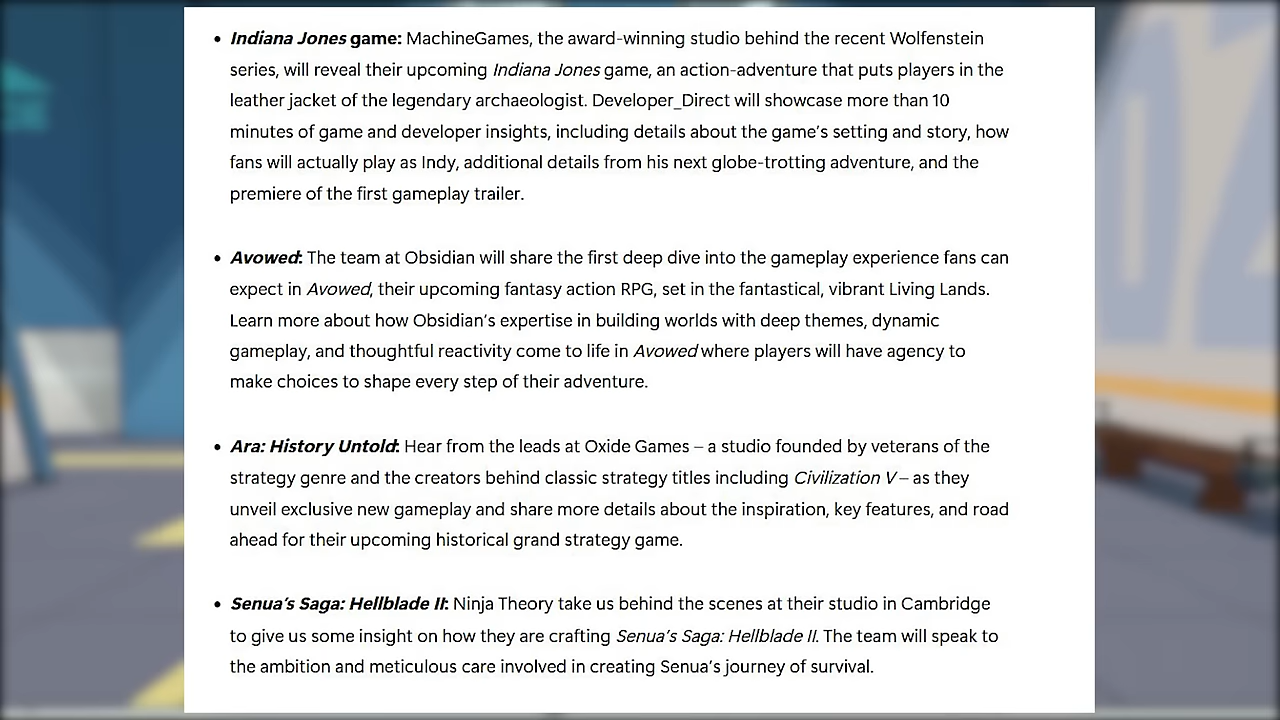 • Indiana Jones game: MachineGames, the award-winning studio behind the recent Wolfenstein
series, will reveal their upcoming Indiana Jones game, an action-adventure that puts players in the
leather jacket of the legendary archaeologist. Developer_Direct will showcase more than 10
minutes of game and developer insights, including details about the game's setting and story, how
fans will actually play as Indy, additional details from his next globe-trotting adventure, and the
premiere of the first gameplay trailer.
• Avowed: The team at Obsidian will share the first deep dive into the gameplay experience fans can
expect in Avowed, their upcoming fantasy action RPG, set in the fantastical, vibrant Living Lands.
Learn more about how Obsidian's expertise in building worlds with deep themes, dynamic
gameplay, and thoughtful reactivity come to life in Avowed where players will have agency to
make choices to shape every step of their adventure.
• Ara: History Untold: Hear from the leads at Oxide Games – a studio founded by veterans of the
strategy genre and the creators behind classic strategy titles including Civilization V – as they
unveil exclusive new gameplay and share more details about the inspiration, key features, and road
ahead for their upcoming historical grand strategy game.
• Senua's Saga: Hellblade II: Ninja Theory take us behind the scenes at their studio in Cambridge
to give us some insight on how they are crafting Senua's Saga: Hellblade II. The team will speak to
the ambition and meticulous care involved in creating Senua's journey of survival.